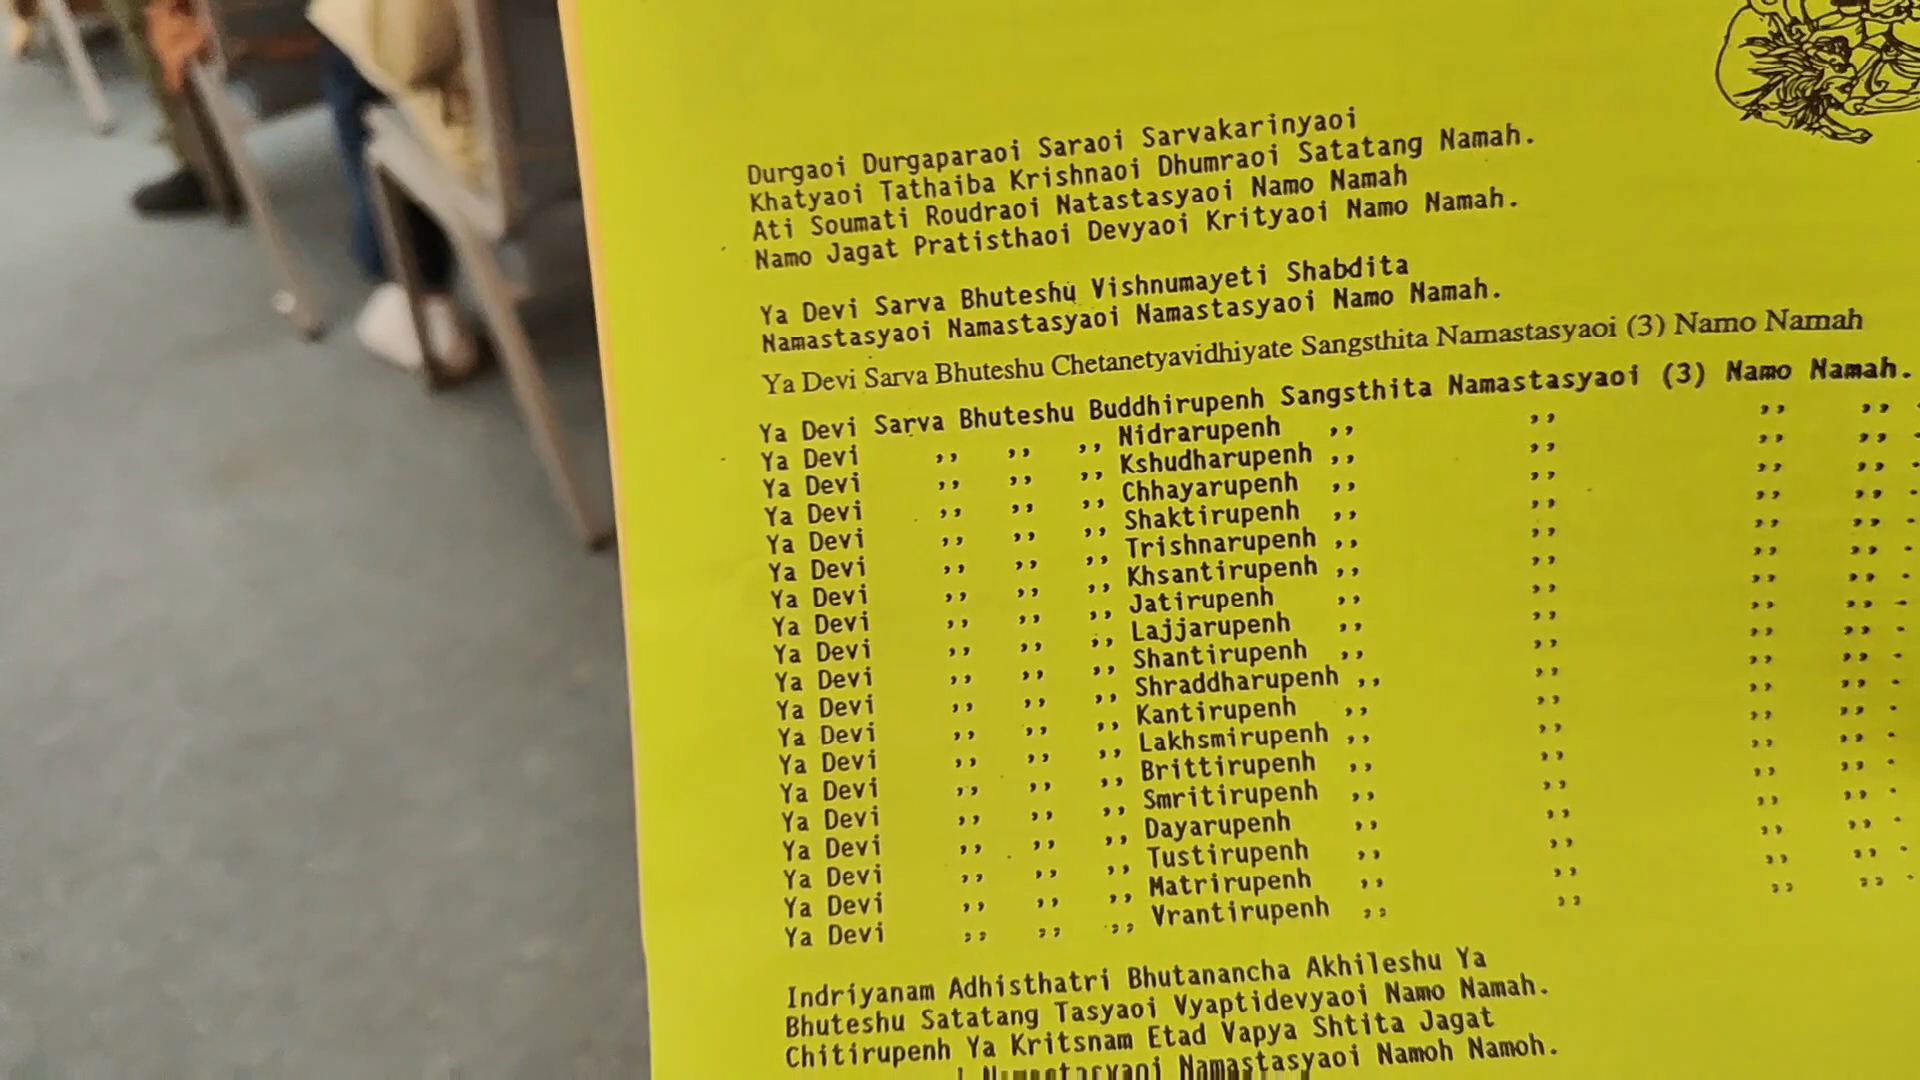 Durgaoi Durgaparaoi Saraoi Sarvakarinyaoi
Khatyaoi Tathaiba Krishnaoi Dhumraoi Satatang Namah.
Ati Soumati Roudraoi Natastasyaoi Namo Namah
Namo Jagat Pratisthaoi Devyaoi Krityaoi Namo Namah.
Ya Devi Sarva Bhuteshu Vishnumayeti Shabdita
Namastasyaoi Namastasyaoi Namastasyaoi Namo Namah.
Ya Devi Sarva Bhuteshu Chetanetyavidhiyate Sangsthita Namastasyaoi (3) Namo Namah
Ya Devi Sarva Bhuteshu Buddhirupenh Sangsthita Namastasyaoi (3) Namo Namah.
Ya Devi ,, ,, ,, Nidrarupenh ,, ,, ,, ,, .
Ya Devi ,, ,, ,, Kshudharupenh ,, ,, ,, ,, .
Ya Devi ,, ,, ,, Chhayarupenh ,, ,, ,, ,, .
Ya Devi ,, ,, ,, Shaktirupenh ,, ,, ,, ,, .
Ya Devi ,, ,, ,, Trishnarupenh ,, ,, ,, ,, .
Ya Devi ,, ,, ,, Khsantirupenh ,, ,, ,, ,, .
Ya Devi ,, ,, ,, Jatirupenh ,, ,, ,, ,, .
Ya Devi ,, ,, ,, Lajjarupenh ,, ,, ,, ,, .
Ya Devi ,, ,, ,, Shantirupenh ,, ,, ,, ,, .
Ya Devi ,, ,, ,, Shraddharupenh ,, ,, ,, ,, .
Ya Devi ,, ,, ,, Kantirupenh ,, ,, ,, ,, .
Ya Devi ,, ,, ,, Lakhsmirupenh ,, ,, ,, ,, .
Ya Devi ,, ,, ,, Brittirupenh ,, ,, ,, ,, .
Ya Devi ,, ,, ,, Smritirupenh ,, ,, ,, ,, .
Ya Devi ,, ,, ,, Dayarupenh ,, ,, ,, ,, .
Ya Devi ,, ,, ,, Tustirupenh ,, ,, ,, ,, .
Ya Devi ,, ,, ,, Matrirupenh ,, ,, ,, ,, .
Ya Devi ,, ,, ,, Vrantirupenh ,, ,, ,, ,, .
Indriyanam Adhisthatri Bhutanancha Akhileshu Ya
Bhuteshu Satatang Tasyaoi Vyaptidevyaoi Namo Namah.
Chitirupenh Ya Kritsnam Etad Vapya Shtita Jagat
Namastasyaoi Namoh Namoh.